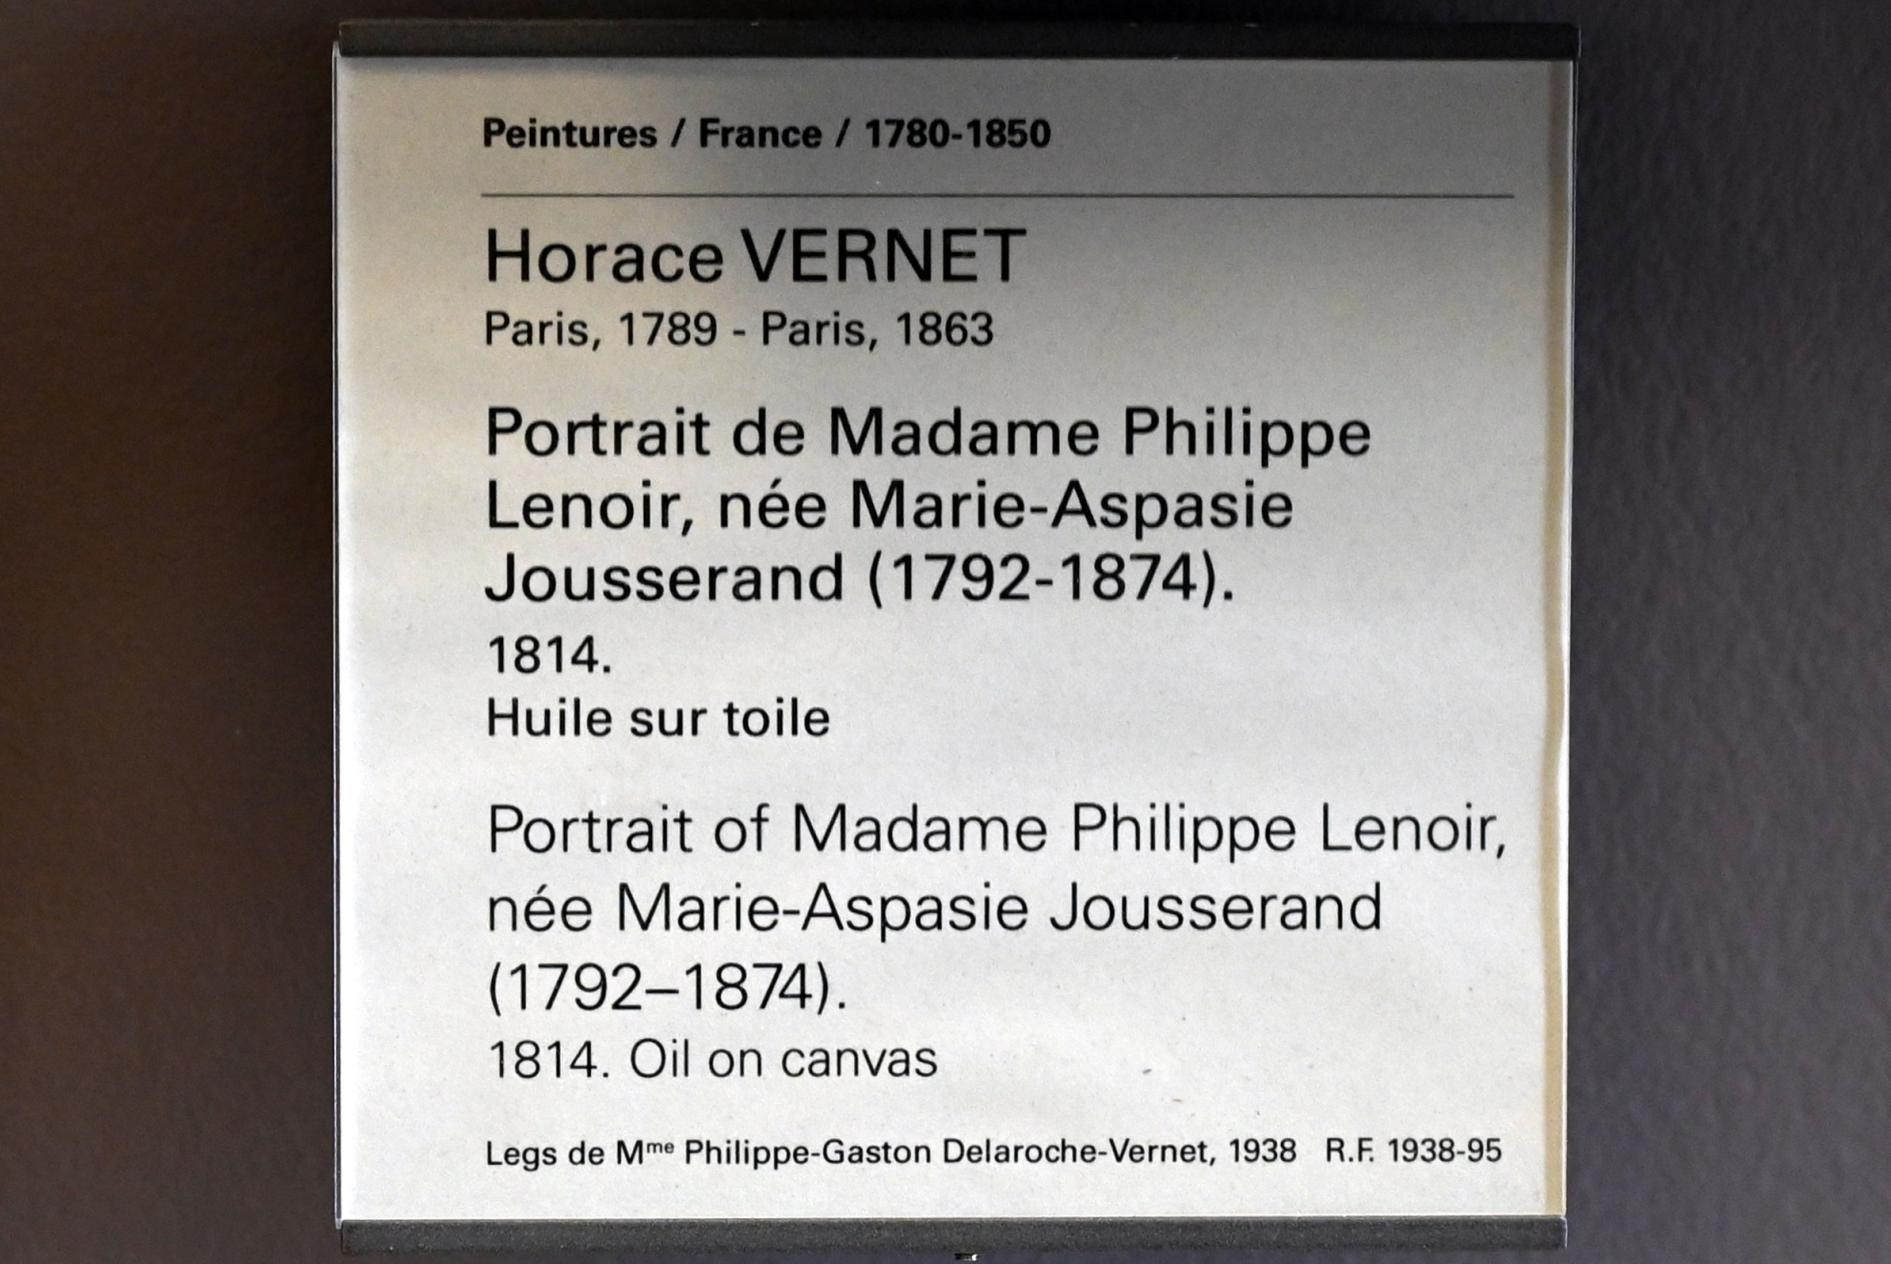 Peintures / France / 1780-1850
Horace VERNET
Paris, 1789 - Paris, 1863
Portrait de Madame Philippe
Lenoir, née Marie-Aspasie
Jousserand (1792-1874).
1814.
Huile sur toile
Portrait of Madame Philippe Lenoir,
née Marie-Aspasie Jousserand
(1792–1874).
1814. Oil on canvas
Legs de Mme Philippe-Gaston Delaroche-Vernet, 1938 R.F. 1938-95